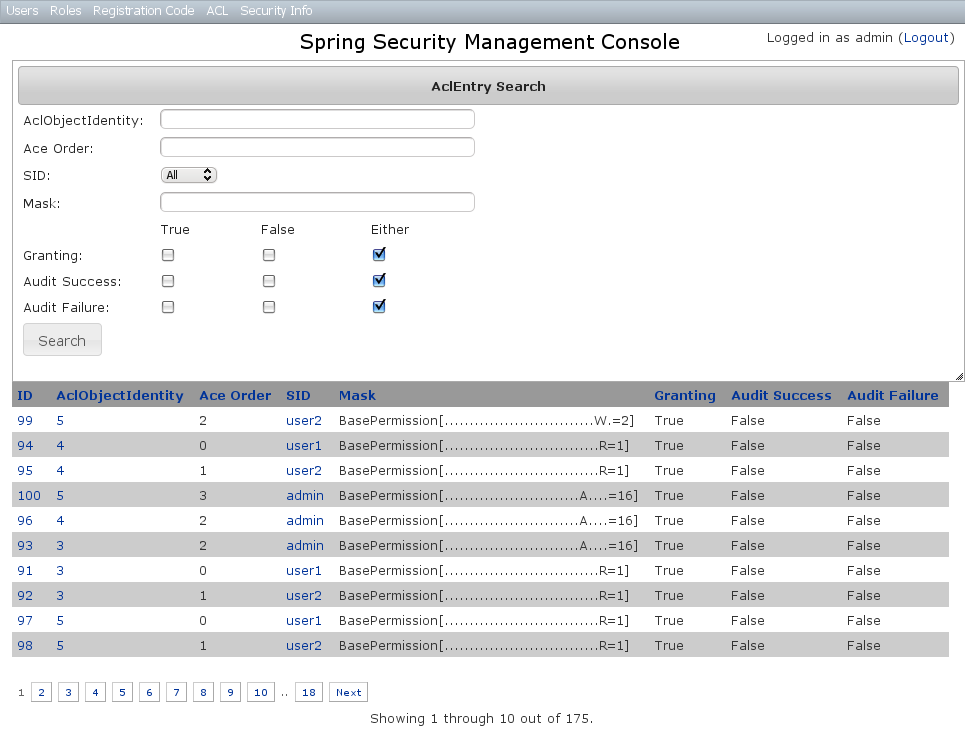 Users Roles Registration Code ACL Security Info
Spring Security Management Console
Logged in as admin (Logout)
AclEntry Search
AclObjectIdentity:
Ace Order:
SID: All
Mask:
True False Either
Granting:
Audit Success:
Audit Failure:
Search
ID AclObjectIdentity Ace Order SID Mask Granting Audit Success Audit Failure
99 5 2 user2 BasePermission[..............................W.=2] True False False
94 4 0 user1 BasePermission[...............................R=1] True False False
95 4 1 user2 BasePermission[...............................R=1] True False False
100 5 3 admin BasePermission[...........................A....=16] True False False
96 4 2 admin BasePermission[...........................A....=16] True False False
93 3 2 admin BasePermission[...........................A....=16] True False False
91 3 0 user1 BasePermission[...............................R=1] True False False
92 3 1 user2 BasePermission[...............................R=1] True False False
97 5 0 user1 BasePermission[...............................R=1] True False False
98 5 1 user2 BasePermission[...............................R=1] True False False
1 2 3 4 5 6 7 8 9 10 .. 18 Next
Showing 1 through 10 out of 175.